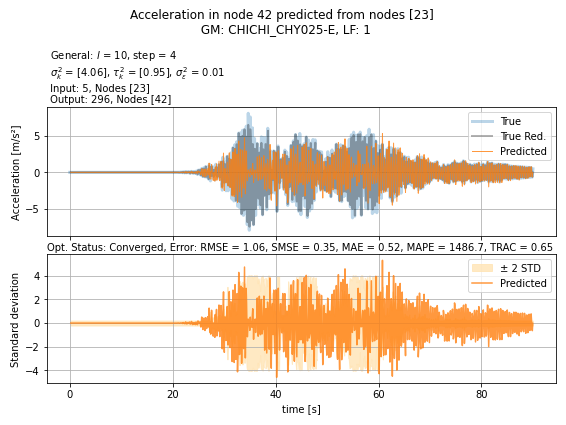 Acceleration in node 42 predicted from nodes [23]
GM: CHICHI_CHY025-E, LF: 1
General: l = 10, step = 4
σ²ₖ = [4.06], τ²ₖ = [0.95], σ²ε = 0.01
Input: 5, Nodes [23]
Output: 296, Nodes [42]
Acceleration [m/s²]
5
0
−5
True
True Red.
Predicted
Opt. Status: Converged, Error: RMSE = 1.06, SMSE = 0.35, MAE = 0.52, MAPE = 1486.7, TRAC = 0.65
Standard deviation
4
2
0
−2
−4
± 2 STD
Predicted
0 20 40 60 80
time [s]